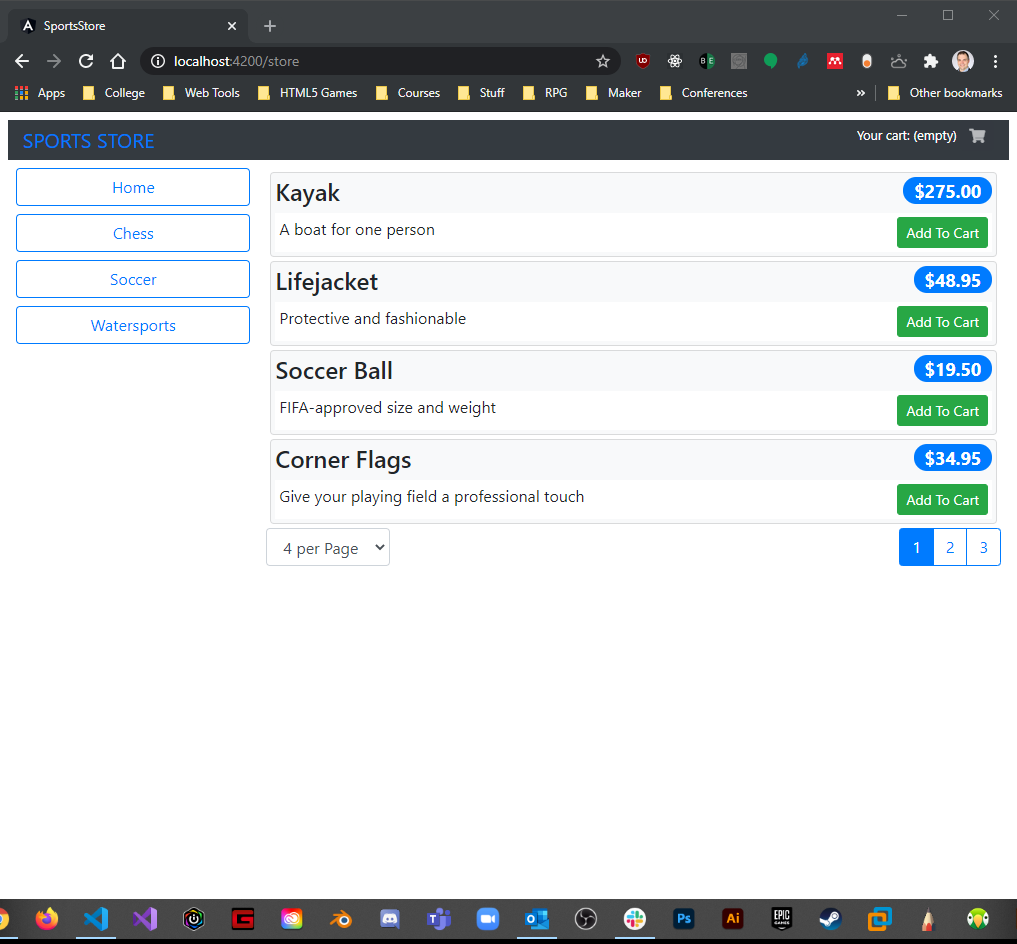 SportsStore
localhost:4200/store
Apps College Web Tools HTML5 Games Courses Stuff RPG Maker Conferences » Other bookmarks
SPORTS STORE
Your cart: (empty)
Home
Chess
Soccer
Watersports
Kayak $275.00
A boat for one person Add To Cart
Lifejacket $48.95
Protective and fashionable Add To Cart
Soccer Ball $19.50
FIFA-approved size and weight Add To Cart
Corner Flags $34.95
Give your playing field a professional touch Add To Cart
4 per Page 1 2 3
Ps Ai EPIC GAMES